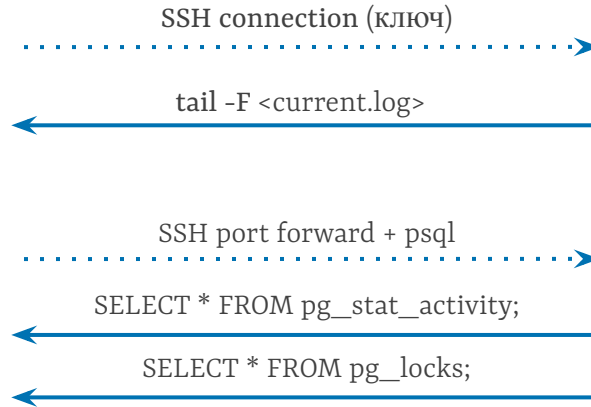 SSH connection (ключ)
tail -F <current.log>
SSH port forward + psql
SELECT * FROM pg_stat_activity;
SELECT * FROM pg_locks;